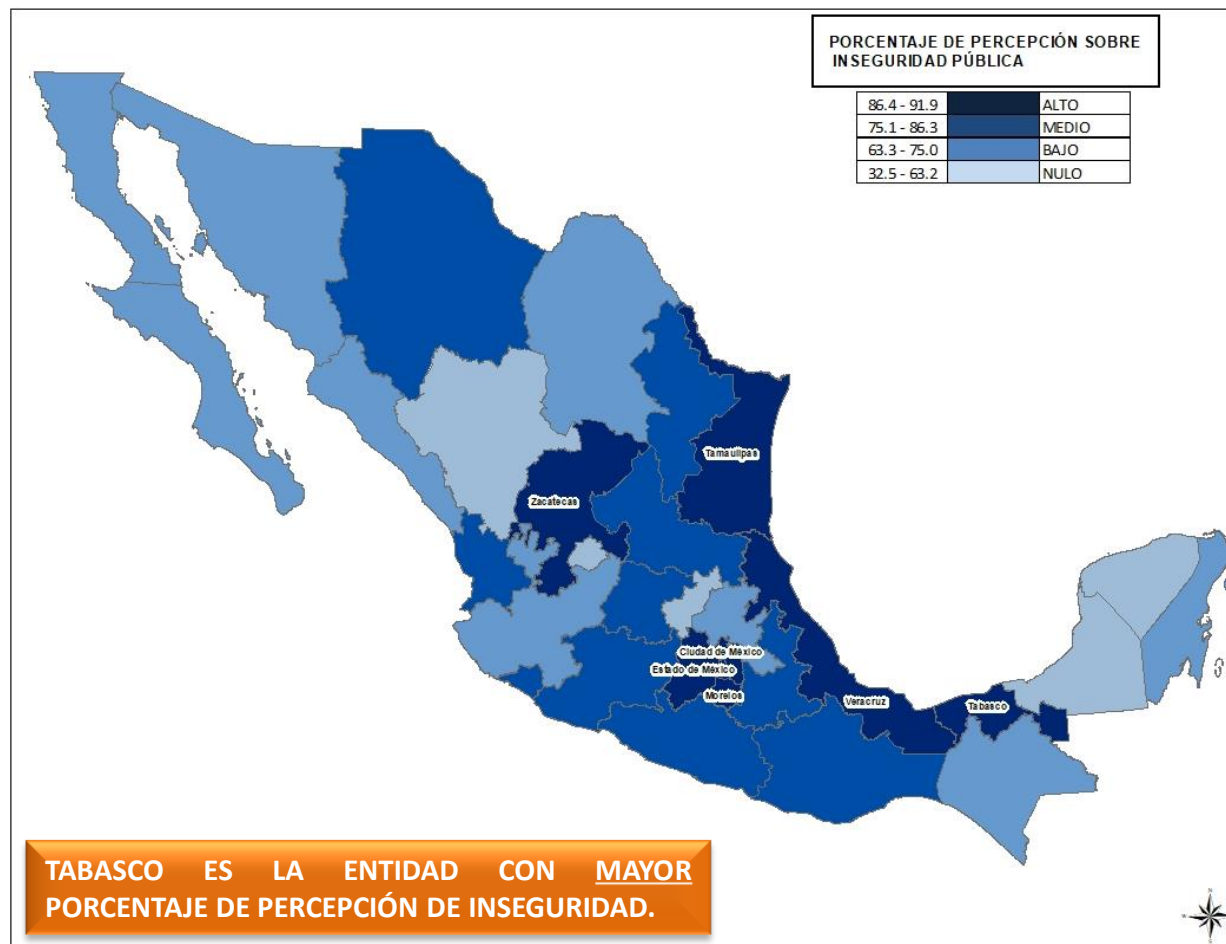 PORCENTAJE DE PERCEPCIÓN SOBRE
INSEGURIDAD PÚBLICA
86.4 - 91.9 ALTO
75.1 - 86.3 MEDIO
63.3 - 75.0 BAJO
32.5 - 63.2 NULO
Tamaulipas
Zacatecas
Ciudad de México
Estado de México
Morelos
Veracruz
Tabasco
TABASCO ES LA ENTIDAD CON MAYOR
PORCENTAJE DE PERCEPCIÓN DE INSEGURIDAD.
N
W
E
S